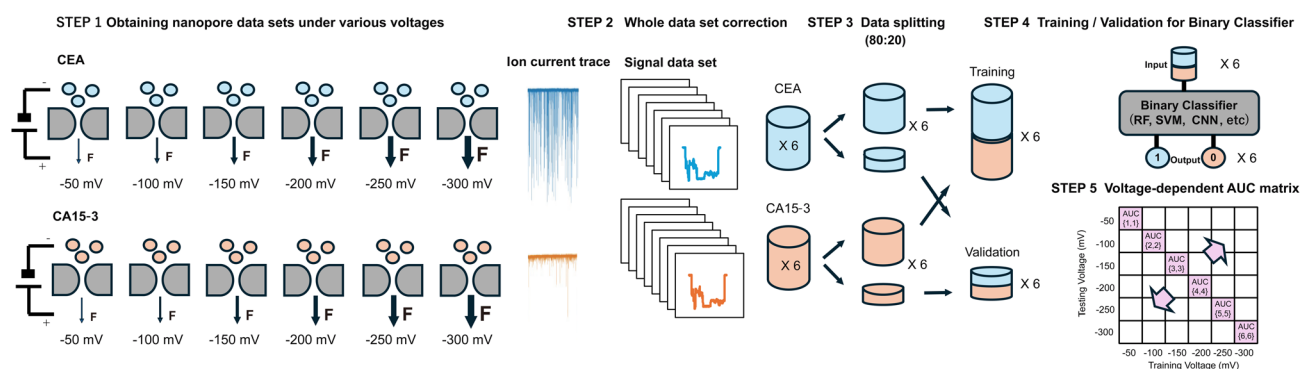 STEP 1 Obtaining nanopore data sets under various voltages
CEA
-
+
F
F
F
F
F
F
-50 mV
-100 mV
-150 mV
-200 mV
-250 mV
-300 mV
CA15-3
-
+
F
F
F
F
F
F
-50 mV
-100 mV
-150 mV
-200 mV
-250 mV
-300 mV
STEP 2 Whole data set correction
Ion current trace
Signal data set
STEP 3 Data splitting
(80:20)
CEA
X 6
X 6
CA15-3
X 6
X 6
Training
X 6
Validation
X 6
STEP 4 Training / Validation for Binary Classifier
Input
X 6
Binary Classifier
(RF, SVM, CNN, etc)
1 Output 0
X 6
STEP 5 Voltage-dependent AUC matrix
Testing Voltage (mV)
-50
-100
-150
-200
-250
-300
AUC
{1,1}
AUC
{2,2}
AUC
{3,3}
AUC
{4,4}
AUC
{5,5}
AUC
{6,6}
-50 -100 -150 -200 -250 -300
Training Voltage (mV)